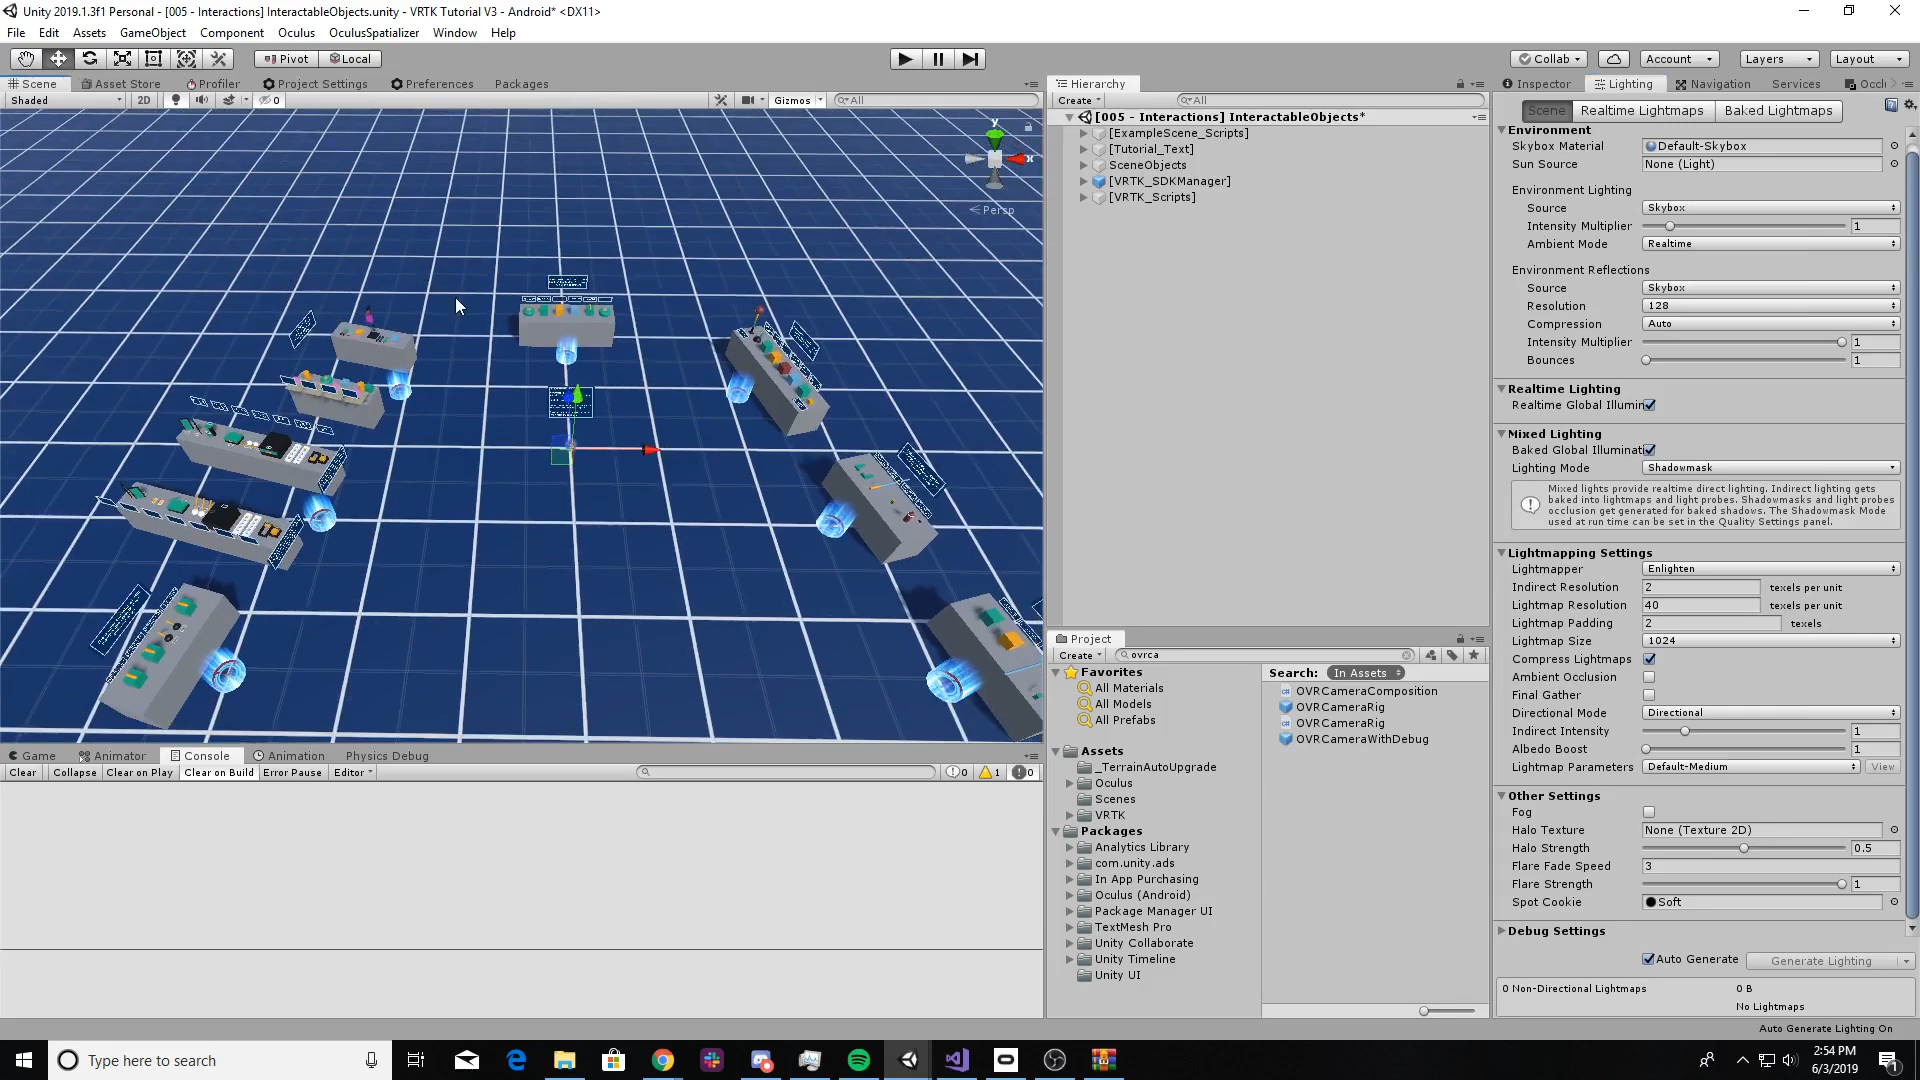 Unity 2019.1.3f1 Personal - [005 - Interactions] InteractableObjects.unity - VRTK Tutorial V3 - Android* <DX11>
File Edit Assets GameObject Component Oculus OculusSpatializer Window Help
Pivot Local Collab Account Layers Layout
Scene Asset Store Profiler Project Settings Preferences Packages
Shaded 2D 0 Gizmos All
y
x
Persp
Hierarchy
Create All
[005 - Interactions] InteractableObjects*
[ExampleScene_Scripts]
[Tutorial_Text]
SceneObjects
[VRTK_SDKManager]
[VRTK_Scripts]
Inspector Lighting Navigation Services Occlu
Scene Realtime Lightmaps Baked Lightmaps
Environment
Skybox Material Default-Skybox
Sun Source None (Light)
Environment Lighting
Source Skybox
Intensity Multiplier 1
Ambient Mode Realtime
Environment Reflections
Source Skybox
Resolution 128
Compression Auto
Intensity Multiplier 1
Bounces 1
Realtime Lighting
Realtime Global Illumin
Mixed Lighting
Baked Global Illuminat
Lighting Mode Shadowmask
Mixed lights provide realtime direct lighting. Indirect lighting gets
baked into lightmaps and light probes. Shadowmasks and light probes
occlusion get generated for baked shadows. The Shadowmask Mode
used at run time can be set in the Quality Settings panel.
Lightmapping Settings
Lightmapper Enlighten
Indirect Resolution 2 texels per unit
Lightmap Resolution 40 texels per unit
Lightmap Padding 2 texels
Lightmap Size 1024
Compress Lightmaps
Ambient Occlusion
Final Gather
Directional Mode Directional
Indirect Intensity 1
Albedo Boost 1
Lightmap Parameters Default-Medium View
Other Settings
Fog
Halo Texture None (Texture 2D)
Halo Strength 0.5
Flare Fade Speed 3
Flare Strength 1
Spot Cookie Soft
Debug Settings
Auto Generate Generate Lighting
0 Non-Directional Lightmaps 0 B
No Lightmaps
Auto Generate Lighting On
Project
Create ovrca
Favorites
All Materials
All Models
All Prefabs
Assets
_TerrainAutoUpgrade
Oculus
Scenes
VRTK
Packages
Analytics Library
com.unity.ads
In App Purchasing
Oculus (Android)
Package Manager UI
TextMesh Pro
Unity Collaborate
Unity Timeline
Unity UI
Search: In Assets
OVRCameraComposition
OVRCameraRig
OVRCameraRig
OVRCameraWithDebug
Game Animator Console Animation Physics Debug
Clear Collapse Clear on Play Clear on Build Error Pause Editor 0 1 0
Type here to search
2:54 PM
6/3/2019
1